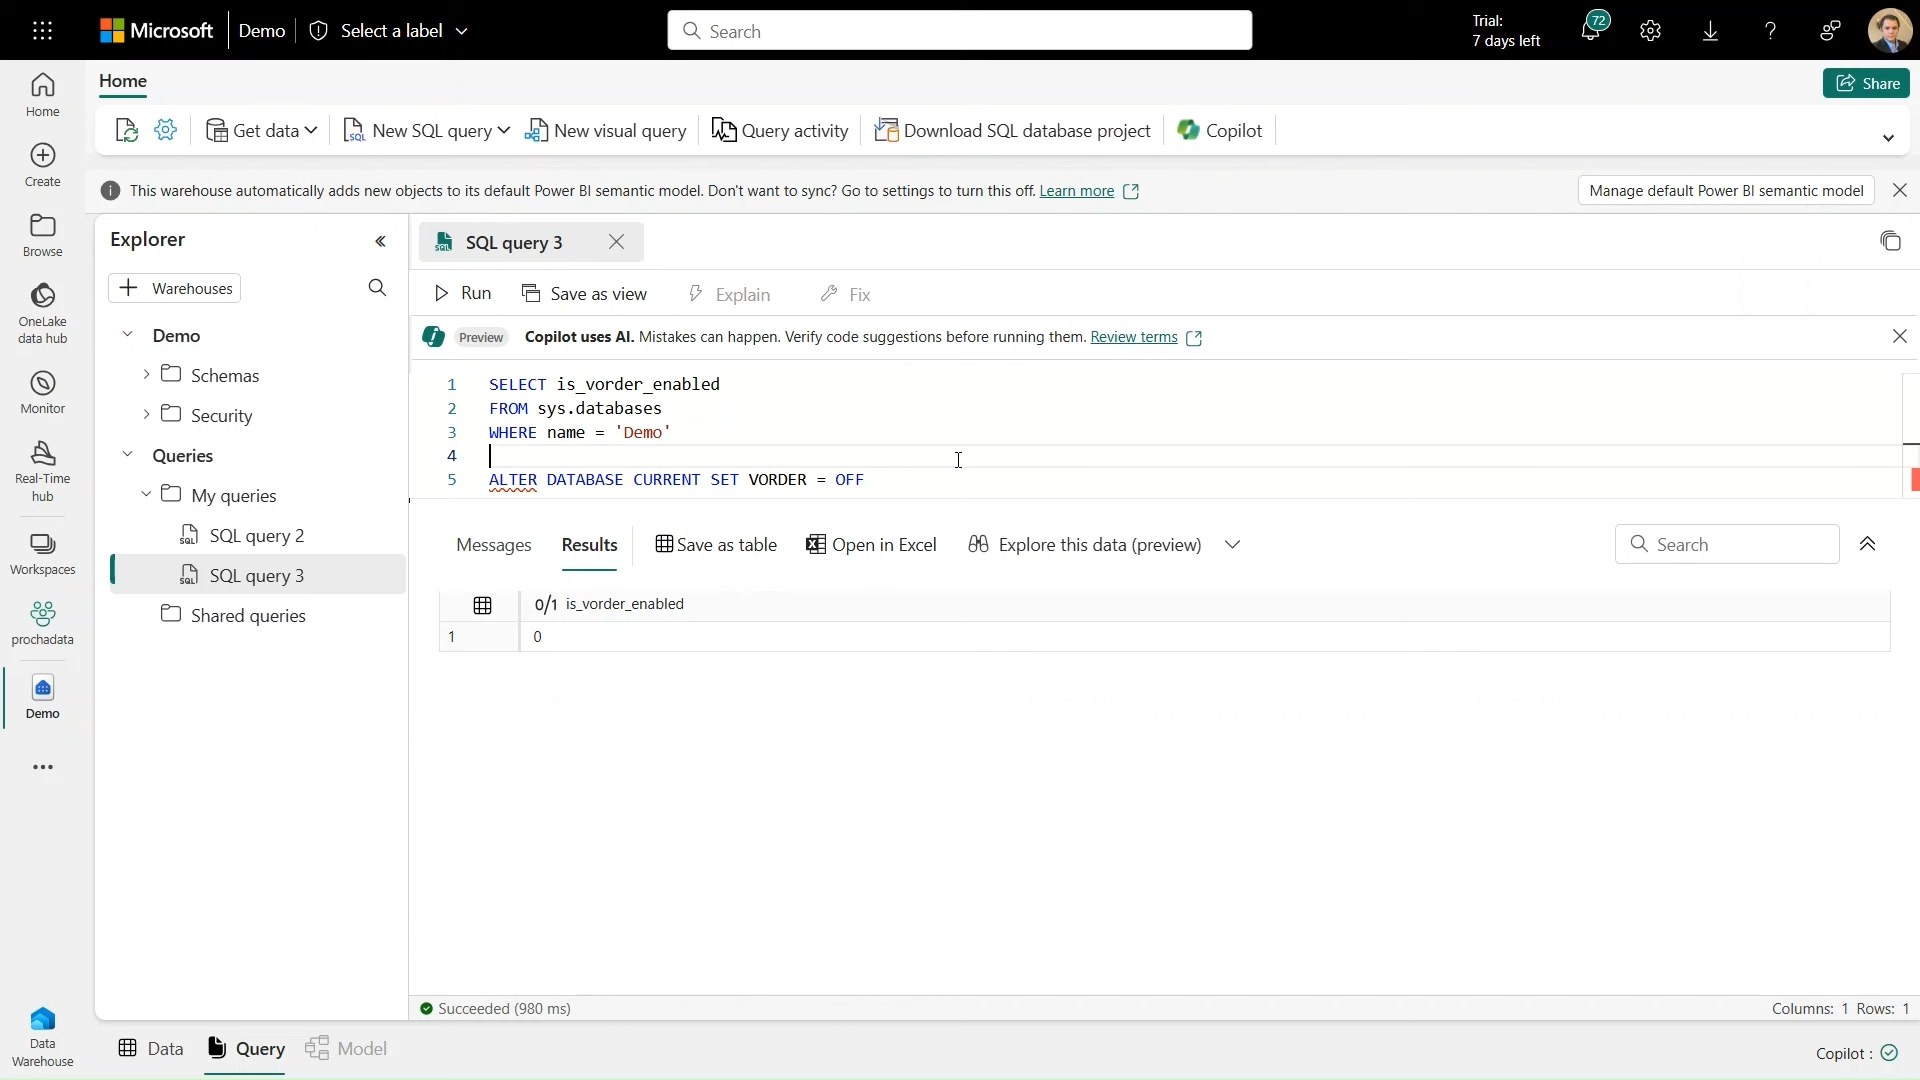 Microsoft Demo Select a label
Search
Trial:
7 days left
72
Home
Share
Get data New SQL query New visual query Query activity Download SQL database project Copilot
This warehouse automatically adds new objects to its default Power BI semantic model. Don't want to sync? Go to settings to turn this off. Learn more
Manage default Power BI semantic model
Home
Create
Browse
OneLake
data hub
Monitor
Real-Time
hub
Workspaces
prochadata
Demo
Data
Warehouse
Explorer
Warehouses
Demo
Schemas
Security
Queries
My queries
SQL query 2
SQL query 3
Shared queries
SQL query 3
Run Save as view Explain Fix
Preview Copilot uses AI. Mistakes can happen. Verify code suggestions before running them. Review terms
1 SELECT is_vorder_enabled
2 FROM sys.databases
3 WHERE name = 'Demo'
4
5 ALTER DATABASE CURRENT SET VORDER = OFF
Messages Results Save as table Open in Excel Explore this data (preview)
Search
0/1 is_vorder_enabled
1 0
Succeeded (980 ms)
Columns: 1 Rows: 1
Data Query Model
Copilot :